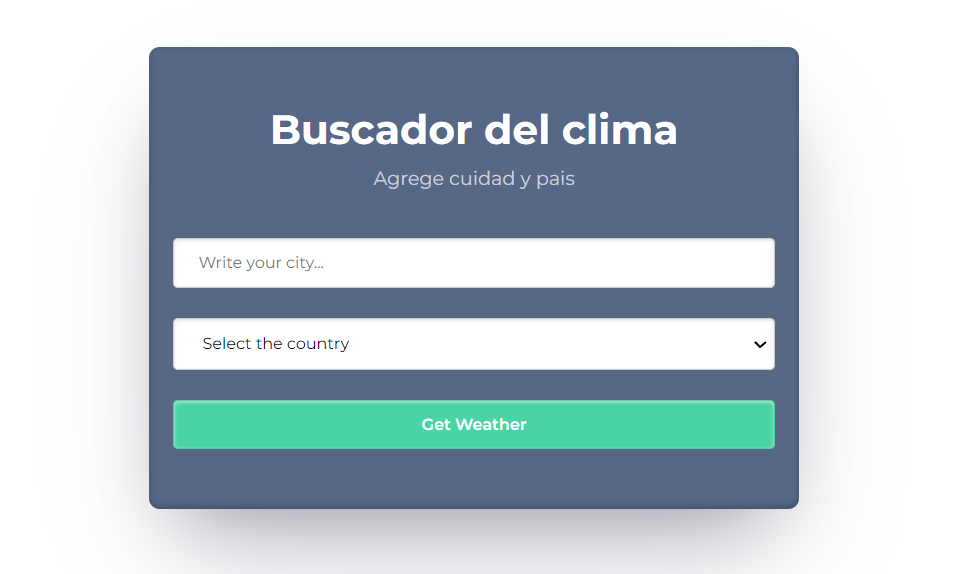 Buscador del clima
Agrege cuidad y pais
Write your city...
Select the country
Get Weather